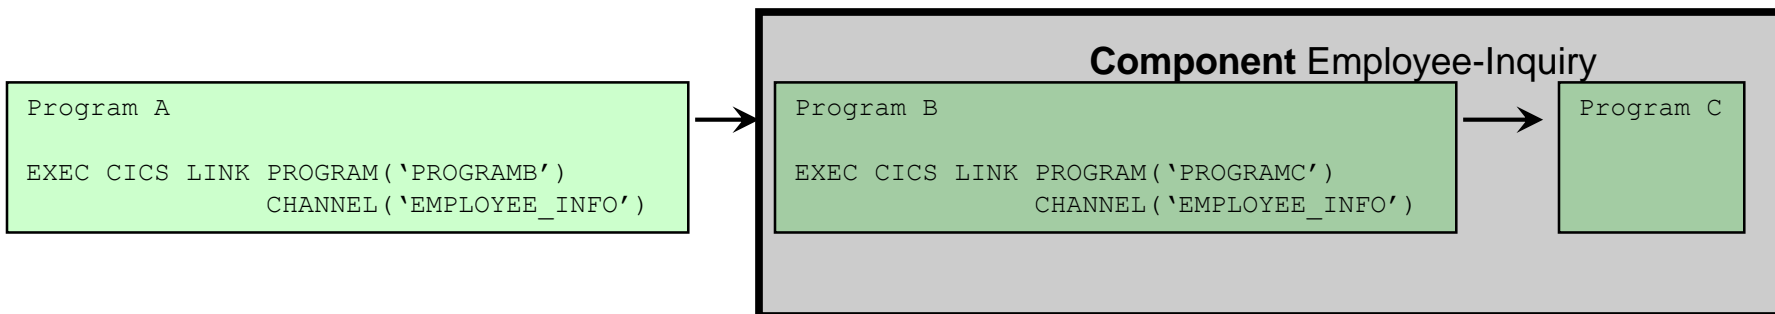 Component Employee-Inquiry
Program A
EXEC CICS LINK PROGRAM(‘PROGRAMB’)
CHANNEL(‘EMPLOYEE_INFO’)
Program B
EXEC CICS LINK PROGRAM(‘PROGRAMC’)
CHANNEL(‘EMPLOYEE_INFO’)
Program C